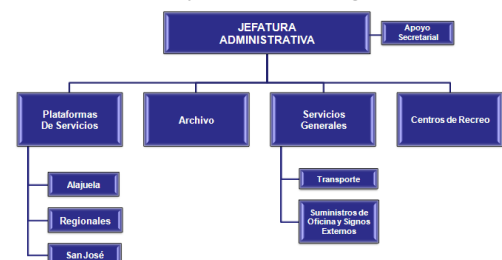 JEFATURA
ADMINISTRATIVA
Apoyo
Secretarial
Plataformas
De Servicios
Archivo
Servicios
Generales
Centros de Recreo
Alajuela
Regionales
San José
Transporte
Suministros de
Oficina y Signos
Externos